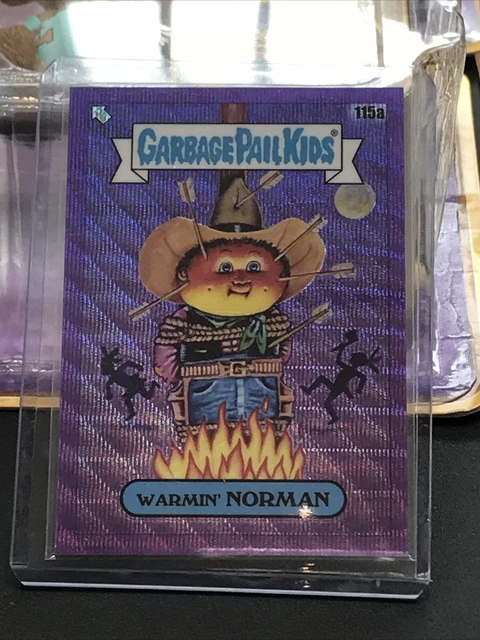 115a
GARBAGE PAIL KIDS®
G
WARMIN' NORMAN